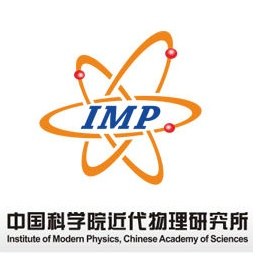 IMP
中国科学院近代物理研究所
Institute of Modern Physics, Chinese Academy of Sciences